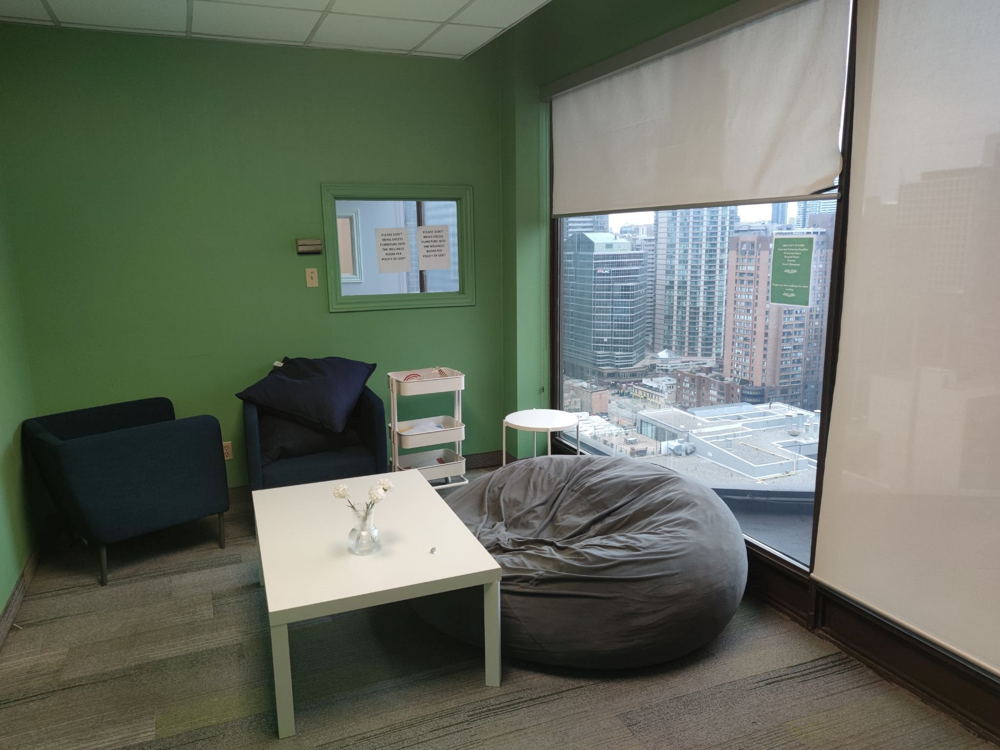 PLEASE DON'T
BRING EXCESS
FURNITURE INTO
THE WELLNESS
ROOM PER
POLICY OF UOFT
PLEASE DON'T
BRING EXCESS
FURNITURE INTO
THE WELLNESS
ROOM PER
POLICY OF UOFT
ILAC
CREATIVITY STATION
Assorted Colouring Supplies
Colouring Pages
Origami Paper
Erasers
Pencil Sharpener
Please use floor cushions for extra
seating